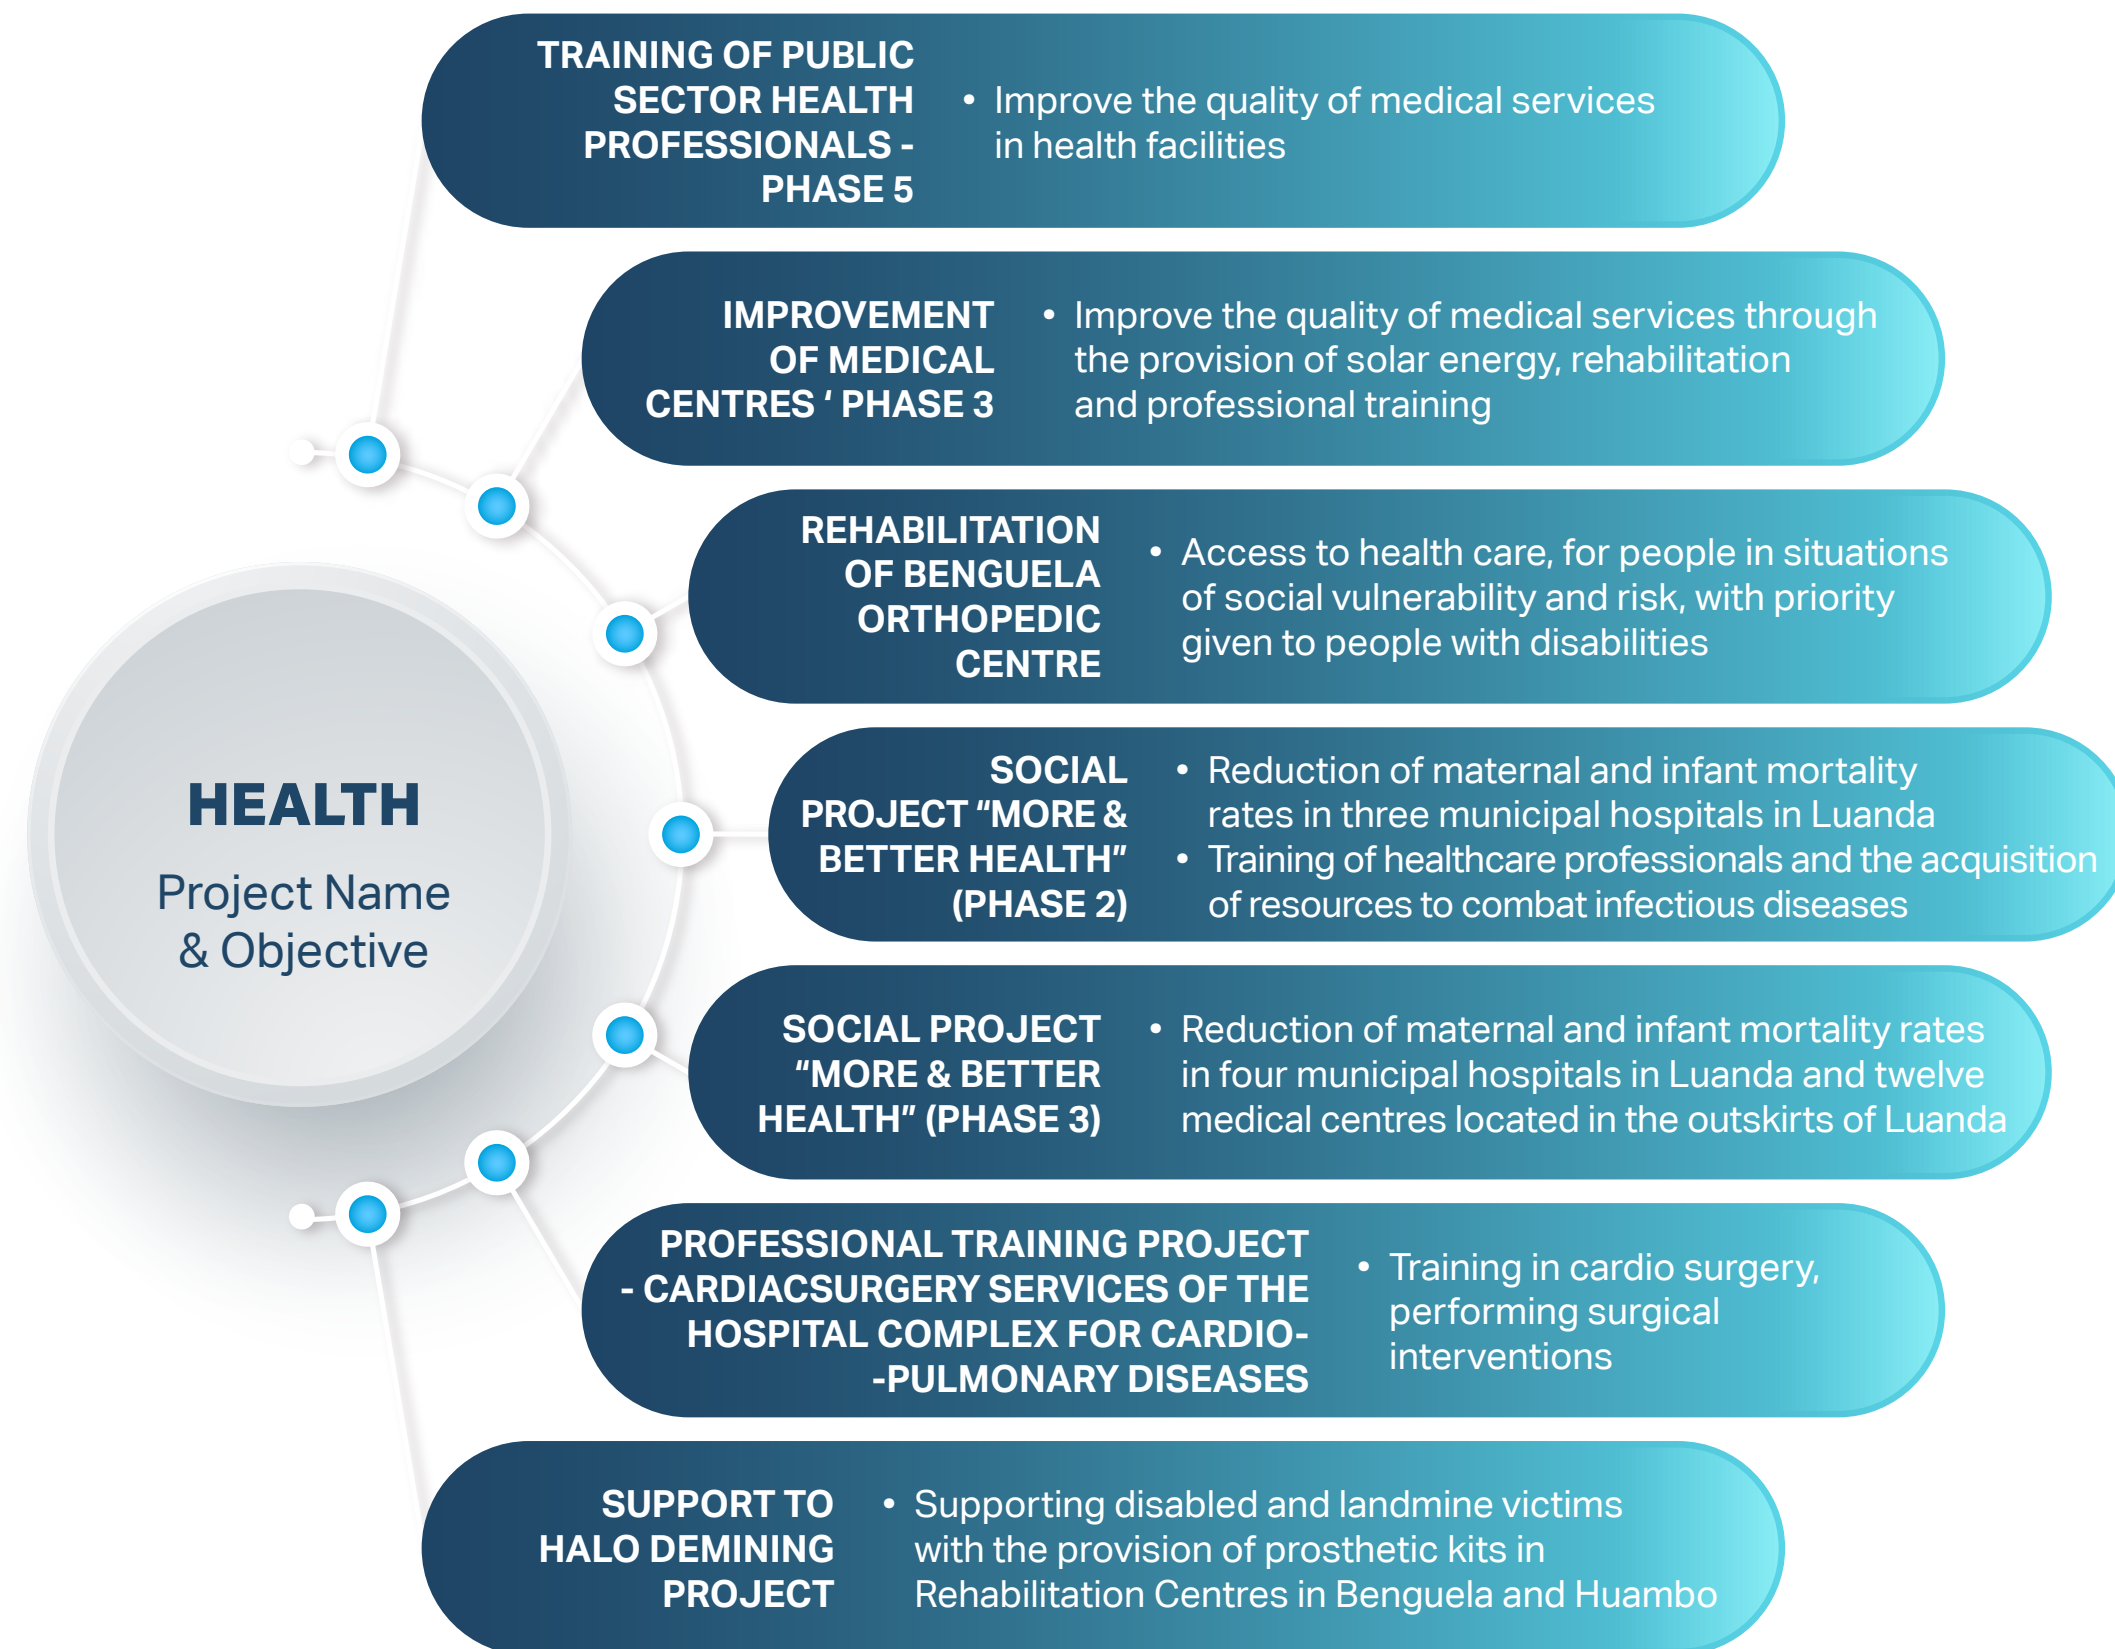 HEALTH
Project Name
& Objective
TRAINING OF PUBLIC
SECTOR HEALTH
PROFESSIONALS -
PHASE 5
• Improve the quality of medical services
in health facilities
IMPROVEMENT
OF MEDICAL
CENTRES ‘ PHASE 3
• Improve the quality of medical services through
the provision of solar energy, rehabilitation
and professional training
REHABILITATION
OF BENGUELA
ORTHOPEDIC
CENTRE
• Access to health care, for people in situations
of social vulnerability and risk, with priority
given to people with disabilities
SOCIAL
PROJECT “MORE &
BETTER HEALTH”
(PHASE 2)
• Reduction of maternal and infant mortality
rates in three municipal hospitals in Luanda
• Training of healthcare professionals and the acquisition
of resources to combat infectious diseases
SOCIAL PROJECT
“MORE & BETTER
HEALTH” (PHASE 3)
• Reduction of maternal and infant mortality rates
in four municipal hospitals in Luanda and twelve
medical centres located in the outskirts of Luanda
PROFESSIONAL TRAINING PROJECT
- CARDIACSURGERY SERVICES OF THE
HOSPITAL COMPLEX FOR CARDIO-
-PULMONARY DISEASES
• Training in cardio surgery,
performing surgical
interventions
SUPPORT TO
HALO DEMINING
PROJECT
• Supporting disabled and landmine victims
with the provision of prosthetic kits in
Rehabilitation Centres in Benguela and Huambo